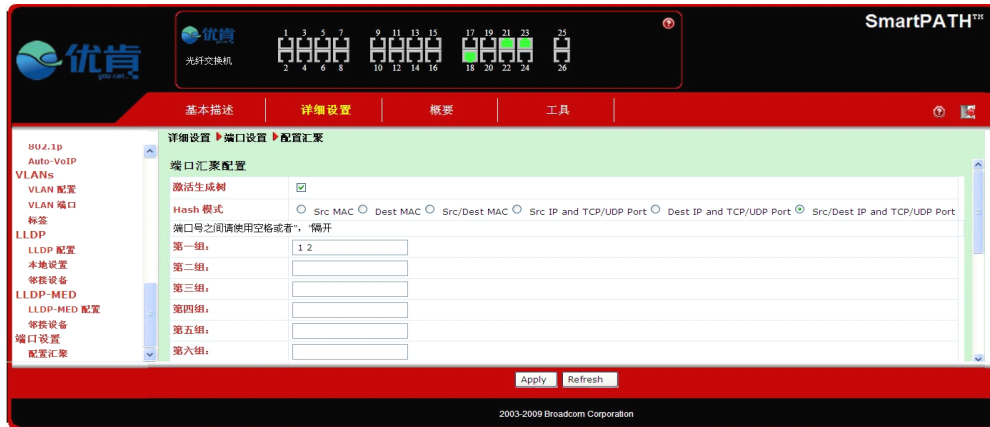 SmartPATH™
优肯
you can
优肯
光纤交换机
1 3 5 7 9 11 13 15 17 19 21 23 25
2 4 6 8 10 12 14 16 18 20 22 24 26
基本描述 详细设置 概要 工具
802.1p
Auto-VoIP
VLANs
VLAN 配置
VLAN 端口
标签
LLDP
LLDP 配置
本地设置
邻接设备
LLDP-MED
LLDP-MED 配置
邻接设备
端口设置
配置汇聚
详细设置 端口设置 配置汇聚
端口汇聚配置
激活生成树
Hash 模式 Src MAC Dest MAC Src/Dest MAC Src IP and TCP/UDP Port Dest IP and TCP/UDP Port Src/Dest IP and TCP/UDP Port
端口号之间请使用空格或者", "隔开
第一组: 1 2
第二组:
第三组:
第四组:
第五组:
第六组:
Apply Refresh
2003-2009 Broadcom Corporation